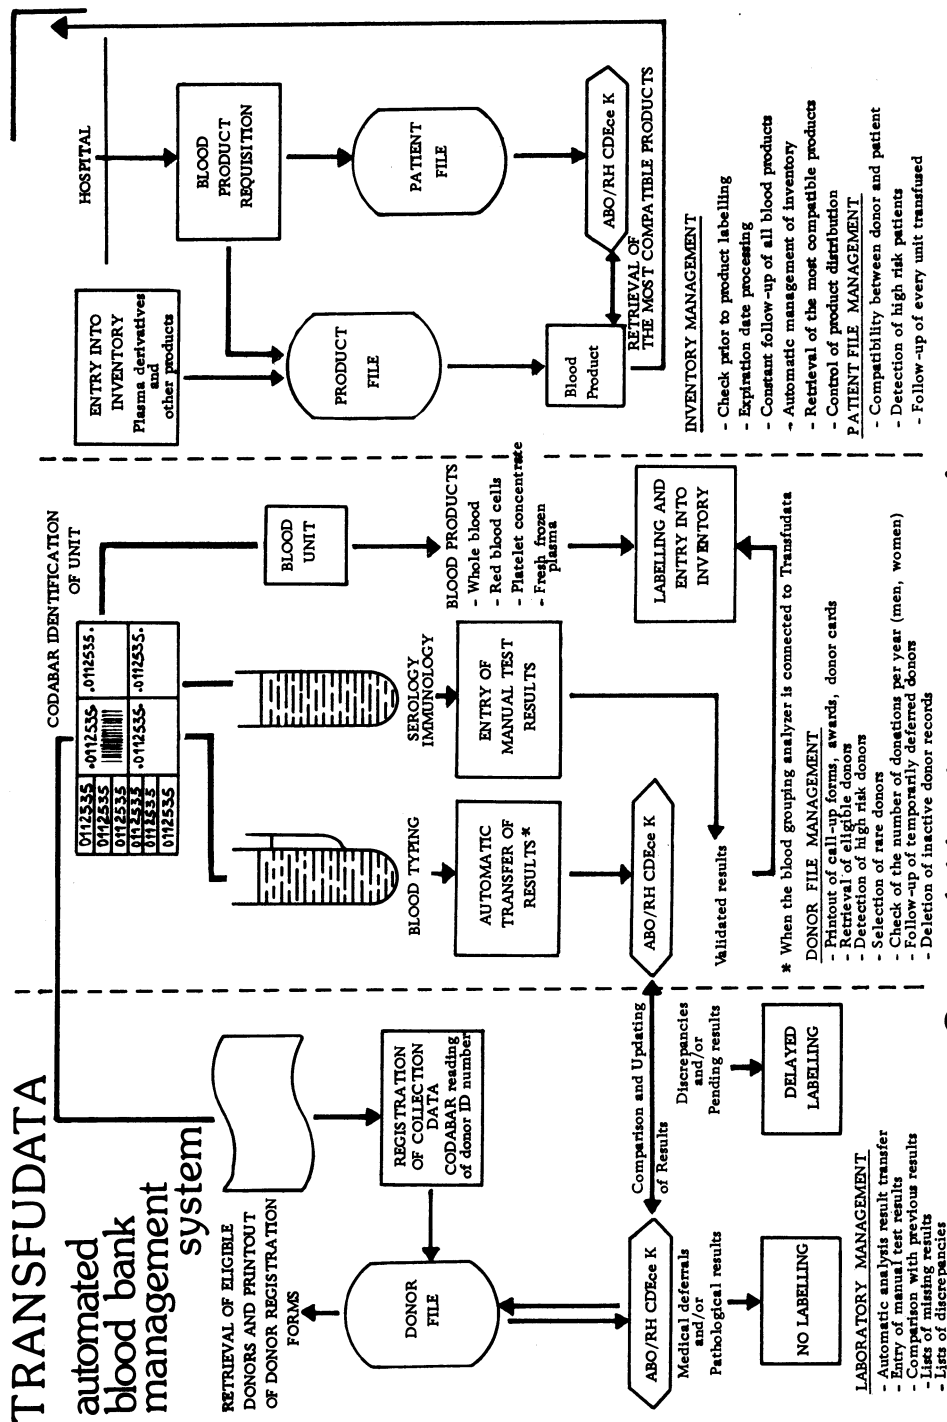 TRANSFUDATA
automated
blood bank
management
system
RETRIEVAL OF ELIGIBLE
DONORS AND PRINTOUT
OF DONOR REGISTRATION
FORMS
REGISTRATION
OF COLLECTION
DATA
CODABAR reading
of donor ID number
DONOR
FILE
ABO/RH CDEce K
Comparison and Updating
of Results
Medical deferrals
and/or
Pathological results
NO LABELLING
Discrepancies
and/or
Pending results
DELAYED
LABELLING
LABORATORY MANAGEMENT
- Automatic analysis result transfer
- Entry of manual test results
- Comparison with previous results
- Lists of missing results
- Lists of discrepancies
CODABAR IDENTIFICATION
OF UNIT
0112535
0112535
0112535
0112535
0112535
0112535
.0112535.
.0112535.
.0112535.
.0112535.
BLOOD TYPING
AUTOMATIC
TRANSFER OF
RESULTS *
ABO/RH CDEce K
SEROLOGY
IMMUNOLOGY
ENTRY OF
MANUAL TEST
RESULTS
Validated results
BLOOD
UNIT
BLOOD PRODUCTS
- Whole blood
- Red blood cells
- Platelet concentrate
- Fresh frozen
plasma
LABELLING AND
ENTRY INTO
INVENTORY
* When the blood grouping analyzer is connected to Transfudata
DONOR FILE MANAGEMENT
- Printout of call-up forms, awards, donor cards
- Retrieval of eligible donors
- Detection of high risk donors
- Selection of rare donors
- Check of the number of donations per year (men, women)
- Follow-up of temporarily deferred donors
- Deletion of inactive donor records
ENTRY INTO
INVENTORY
Plasma derivatives
and
other products
HOSPITAL
BLOOD
PRODUCT
REQUISITION
PRODUCT
FILE
PATIENT
FILE
Blood
Product
ABO/RH CDEce K
RETRIEVAL OF
THE MOST COMPATIBLE PRODUCTS
INVENTORY MANAGEMENT
- Check prior to product labelling
- Expiration date processing
- Constant follow-up of all blood products
- Automatic management of inventory
- Retrieval of the most compatible products
- Control of product distribution
PATIENT FILE MANAGEMENT
- Compatibility between donor and patient
- Detection of high risk patients
- Follow-up of every unit transfused